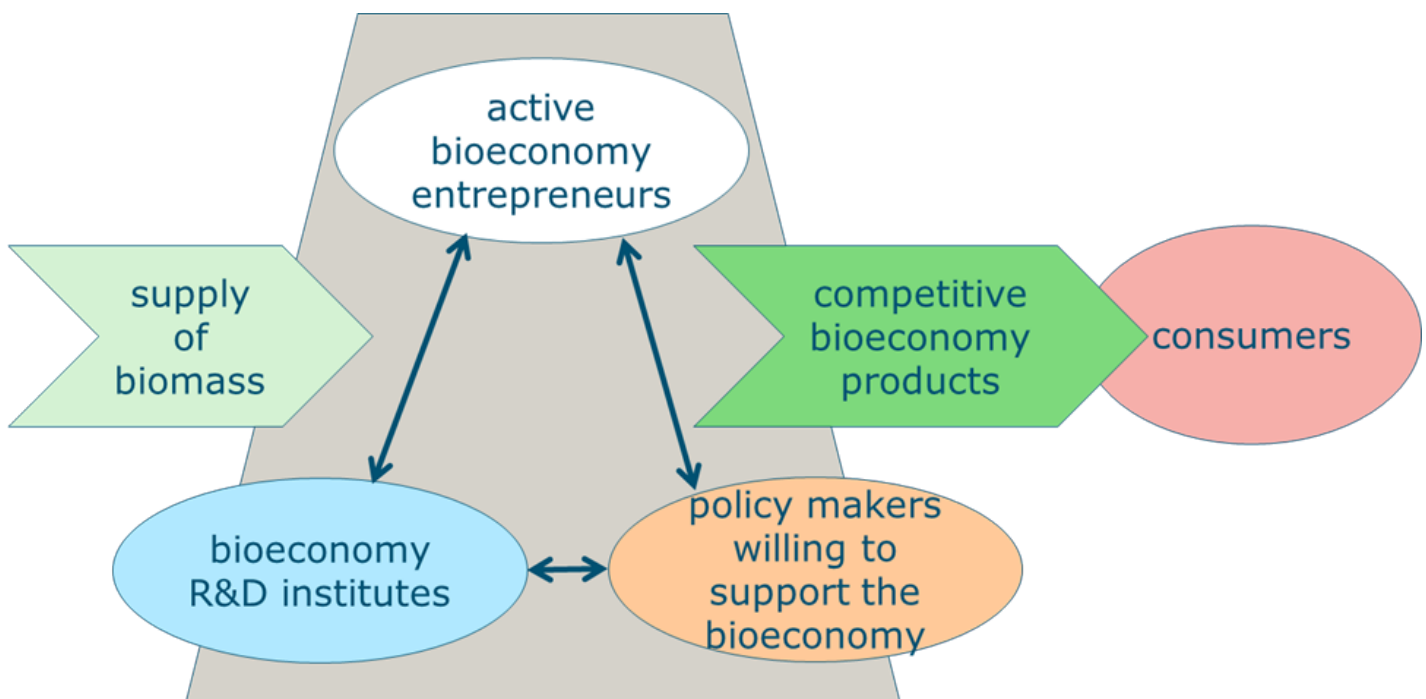 active
bioeconomy
entrepreneurs
supply
of
biomass
competitive
bioeconomy
products
consumers
bioeconomy
R&D institutes
policy makers
willing to
support the
bioeconomy